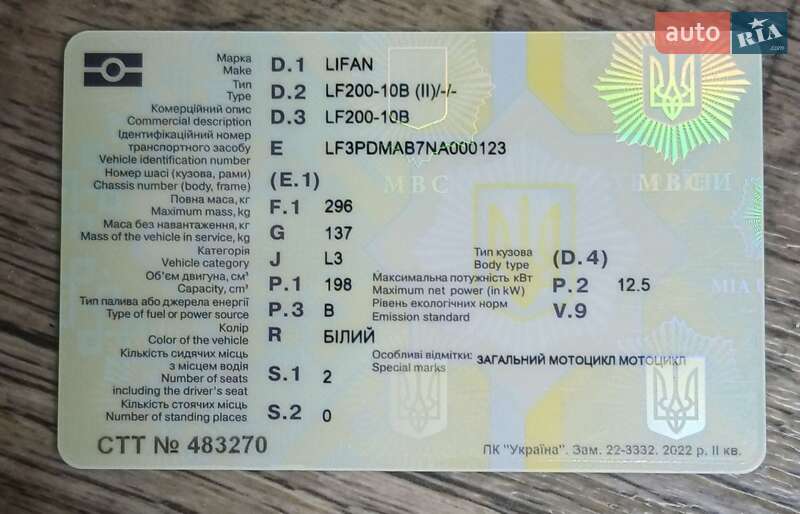 auto RIA.com
Марка
Make D.1 LIFAN
Тип
Type D.2 LF200-10B (II)/-/-
Комерційний опис
Commercial description D.3 LF200-10B
Ідентифікаційний номер
транспортного засобу E LF3PDMAB7NA000123
Vehicle identification number
Номер шасі (кузова, рами)
Chassis number (body, frame) (E.1)
МВС МВС
Повна маса, кг
Maximum mass, kg F.1 296
Маса без навантаження, кг
Mass of the vehicle in service, kg G 137
Категорія
Vehicle category J L3
Тип кузова
Body type (D.4)
Об'єм двигуна, см³
Capacity, cm³ P.1 198
Максимальна потужність кВт
Maximum net power (in kW) P.2 12.5
Тип палива або джерела енергії
Type of fuel or power source P.3 B
Рівень екологічних норм
Emission standard V.9
Колір
Color of the vehicle R БІЛИЙ
Кількість сидячих місць
з місцем водія
Number of seats S.1 2
including the driver's seat
Особливі відмітки: ЗАГАЛЬНИЙ МОТОЦИКЛ МОТОЦИКЛ
Special marks
Кількість стоячих місць
Number of standing places S.2 0
СТТ № 483270
ПК "Україна". Зам. 22-3332. 2022 р. II кв.